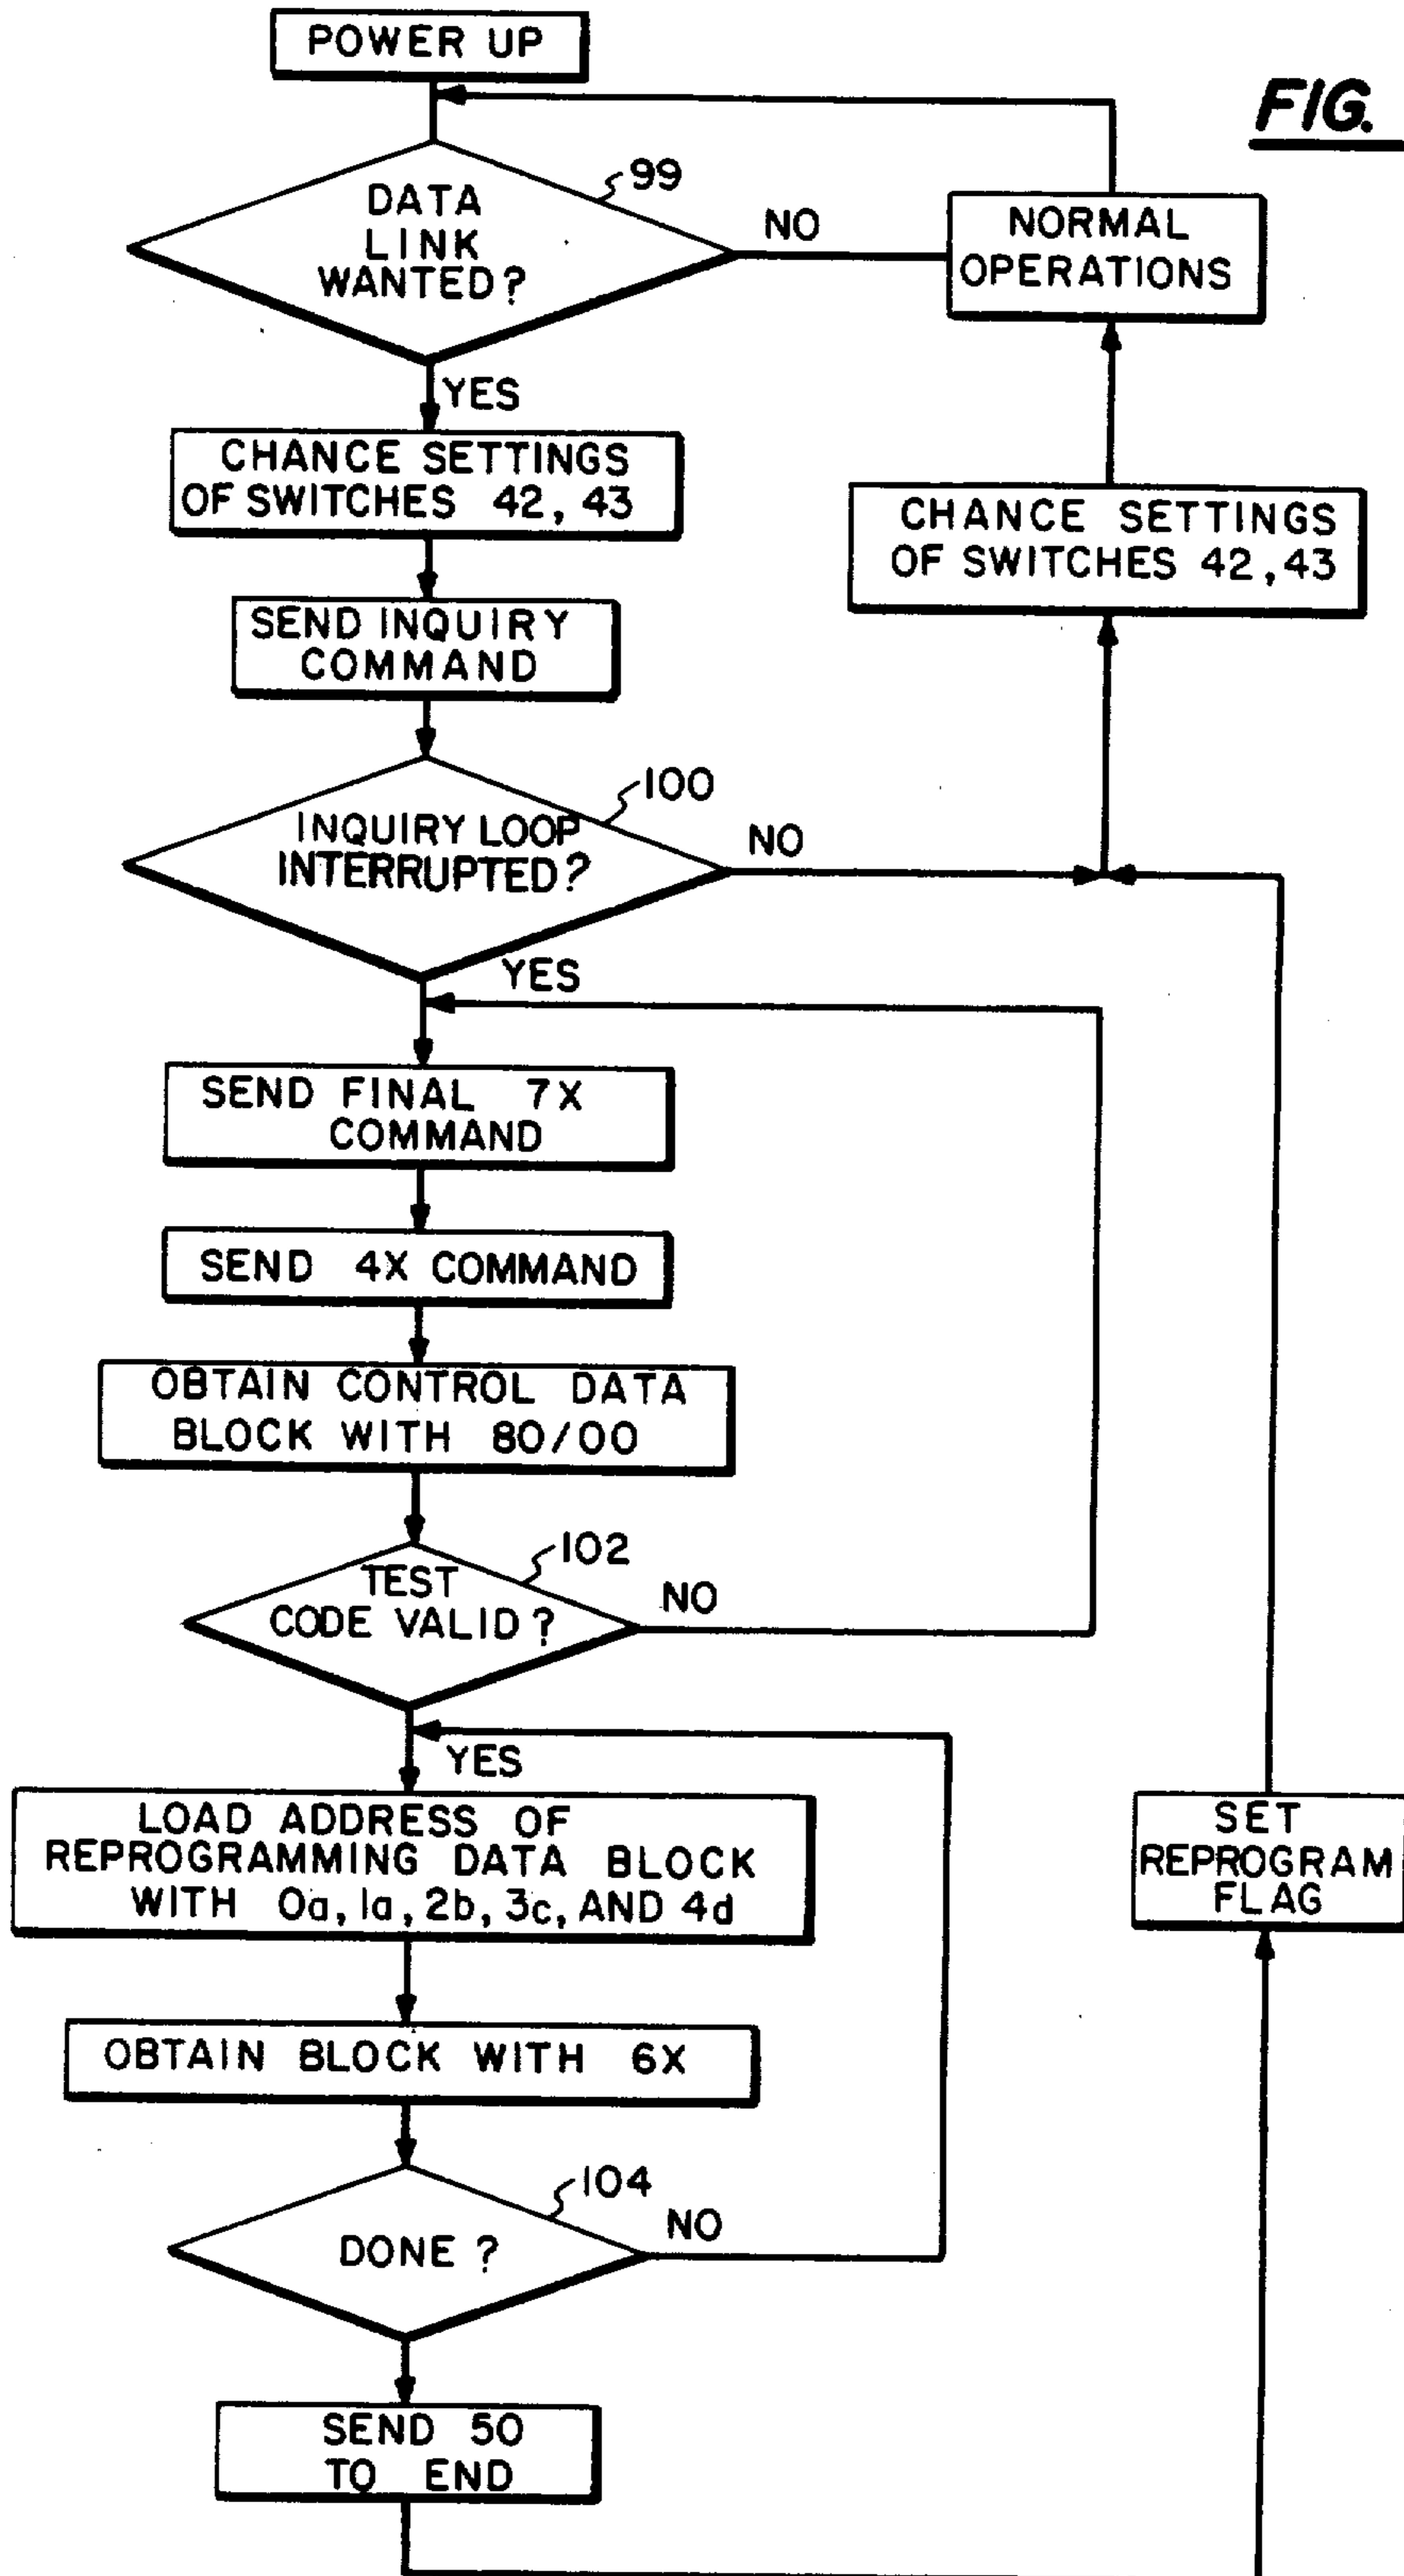 POWER UP
FIG.
99
DATA
LINK
WANTED?
NO
NORMAL
OPERATIONS
YES
CHANCE SETTINGS
OF SWITCHES 42, 43
CHANCE SETTINGS
OF SWITCHES 42,43
SEND INQUIRY
COMMAND
100
INQUIRY LOOP
INTERRUPTED?
NO
YES
SEND FINAL 7X
COMMAND
SEND 4X COMMAND
OBTAIN CONTROL DATA
BLOCK WITH 80/00
102
TEST
CODE VALID?
NO
YES
LOAD ADDRESS OF
REPROGRAMMING DATA BLOCK
WITH 0a, 1a, 2b, 3c, AND 4d
SET
REPROGRAM
FLAG
OBTAIN BLOCK WITH 6X
104
DONE?
NO
SEND 50
TO END